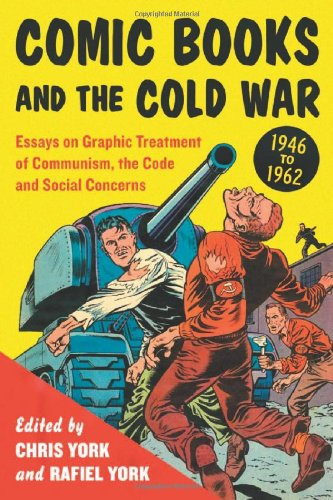 COMIC BOOKS
AND THE COLD WAR
1946
TO
1962
Essays on Graphic Treatment
of Communism, the Code
and Social Concerns
Edited by
CHRIS YORK
and RAFIEL YORK